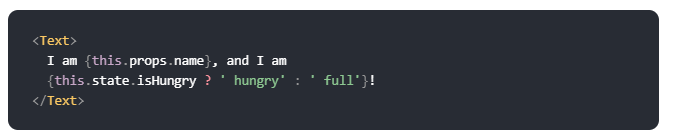 <Text>
  I am {this.props.name}, and I am
  {this.state.isHungry ? ' hungry' : ' full'}!
</Text>